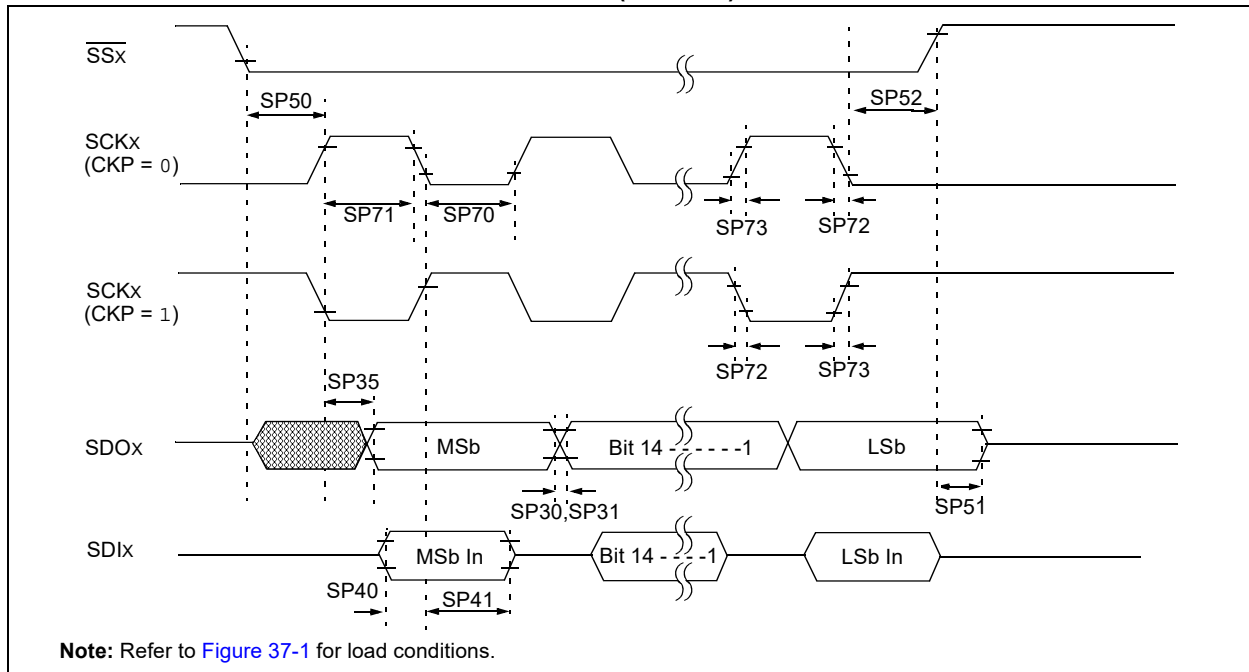 SSx
SP50
SP52
SCKx
(CKP = 0)
SP71
SP70
SP73
SP72
SCKx
(CKP = 1)
SP72
SP73
SP35
SDOx
MSb
Bit 14 - - - - - -1
LSb
SP30,SP31
SP51
SDIx
MSb In
Bit 14 - - - -1
LSb In
SP40
SP41
Note: Refer to Figure 37-1 for load conditions.